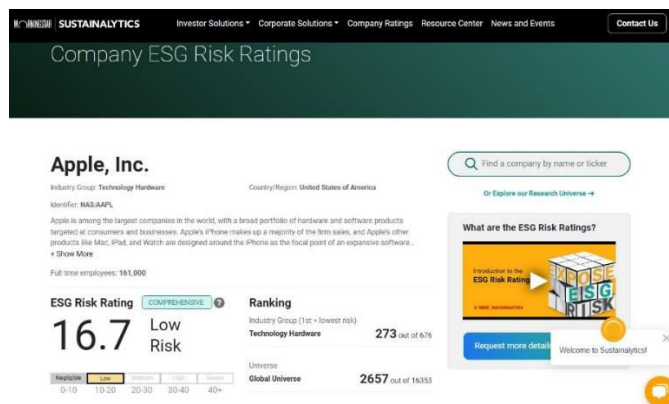 MORNINGSTAR | SUSTAINALYTICS
Investor Solutions
Corporate Solutions
Company Ratings
Resource Center
News and Events
Contact Us
Company ESG Risk Ratings
Apple, Inc.
Industry Group: Technology Hardware
Country/Region: United States of America
Identifier: NAS:AAPL
Apple is among the largest companies in the world, with a broad portfolio of hardware and software products
targeted at consumers and businesses. Apple's iPhone makes up a majority of the firm sales, and Apple's other
products like Mac, iPad, and Watch are designed around the iPhone as the focal point of an expansive software...
+ Show More
Full time employees: 161,000
ESG Risk Rating
COMPREHENSIVE
?
16.7
Low
Risk
Negligible
Low
Medium
High
Severe
0-10
10-20
20-30
30-40
40+
Ranking
Industry Group (1st = lowest risk)
Technology Hardware
273 out of 676
Universe
Global Universe
2657 out of 16353
Find a company by name or ticker
Or Explore our Research Universe →
What are the ESG Risk Ratings?
Introduction to the
ESG Risk Rating
EXPOSE
ESG
RISK
Request more detail
Welcome to Sustainalytics!